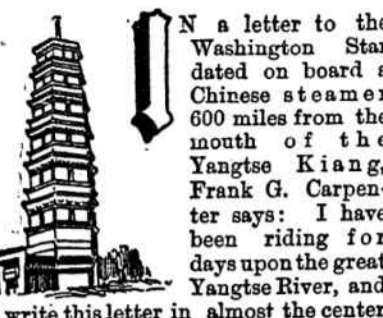 IN a letter to the
Washington Star
dated on board a
Chinese steamer
600 miles from the
mouth of the
Yangtse Kiang,
Frank G. Carpen-
ter says: I have
been riding for
days upon the great
Yangtse River, and
write this letter in almost the center